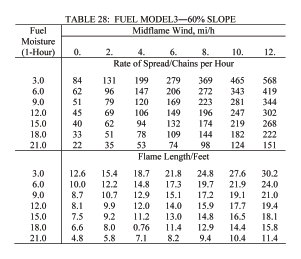 TABLE 28: FUEL MODEL3—60% SLOPE
Fuel Moisture (1-Hour) Midflame Wind, mi/h
0. 2. 4. 6. 8. 10. 12.
Rate of Spread/Chains per Hour
3.0 84 131 199 279 369 465 568
6.0 62 96 147 206 272 343 419
9.0 51 79 120 169 223 281 344
12.0 45 69 106 149 196 247 302
15.0 40 62 94 132 174 219 268
18.0 33 51 78 109 144 182 222
21.0 22 35 53 74 98 124 151
Flame Length/Feet
3.0 12.6 15.4 18.7 21.8 24.8 27.6 30.2
6.0 10.0 12.2 14.8 17.3 19.7 21.9 24.0
9.0 8.7 10.7 12.9 15.1 17.2 19.1 21.0
12.0 8.1 9.9 12.0 14.0 15.9 17.7 19.4
15.0 7.5 9.2 11.2 13.0 14.8 16.5 18.1
18.0 6.6 8.0 0.76 11.4 12.9 14.4 15.8
21.0 4.8 5.8 7.1 8.2 9.4 10.4 11.4